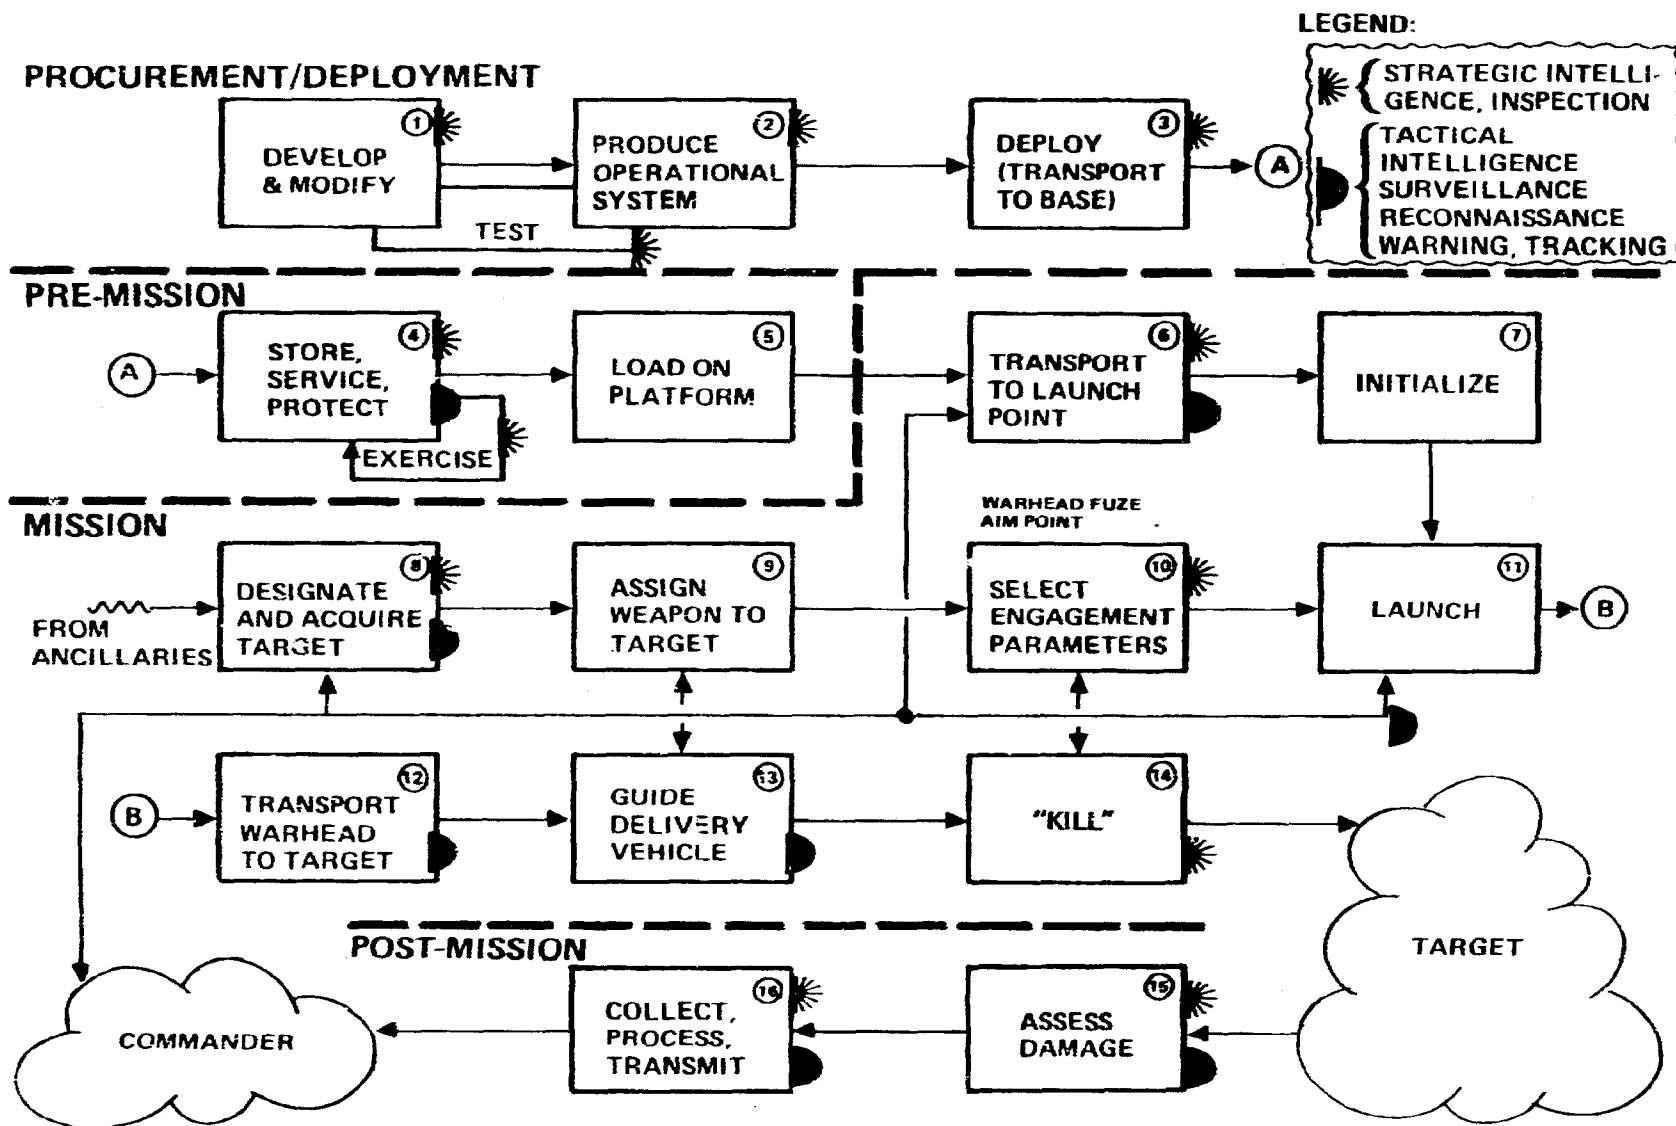 LEGEND:
STRATEGIC INTELLI-
GENCE, INSPECTION
TACTICAL
INTELLIGENCE
SURVEILLANCE
RECONNAISSANCE
WARNING, TRACKING
PROCUREMENT/DEPLOYMENT
1
DEVELOP
& MODIFY
2
PRODUCE
OPERATIONAL
SYSTEM
3
DEPLOY
(TRANSPORT
TO BASE)
A
TEST
PRE-MISSION
A
4
STORE,
SERVICE,
PROTECT
EXERCISE
5
LOAD ON
PLATFORM
6
TRANSPORT
TO LAUNCH
POINT
7
INITIALIZE
MISSION
FROM
ANCILLARIES
8
DESIGNATE
AND ACQUIRE
TARGET
9
ASSIGN
WEAPON TO
TARGET
WARHEAD FUZE
AIM POINT
10
SELECT
ENGAGEMENT
PARAMETERS
11
LAUNCH
B
B
12
TRANSPORT
WARHEAD
TO TARGET
13
GUIDE
DELIVERY
VEHICLE
14
"KILL"
TARGET
POST-MISSION
COMMANDER
16
COLLECT,
PROCESS,
TRANSMIT
15
ASSESS
DAMAGE